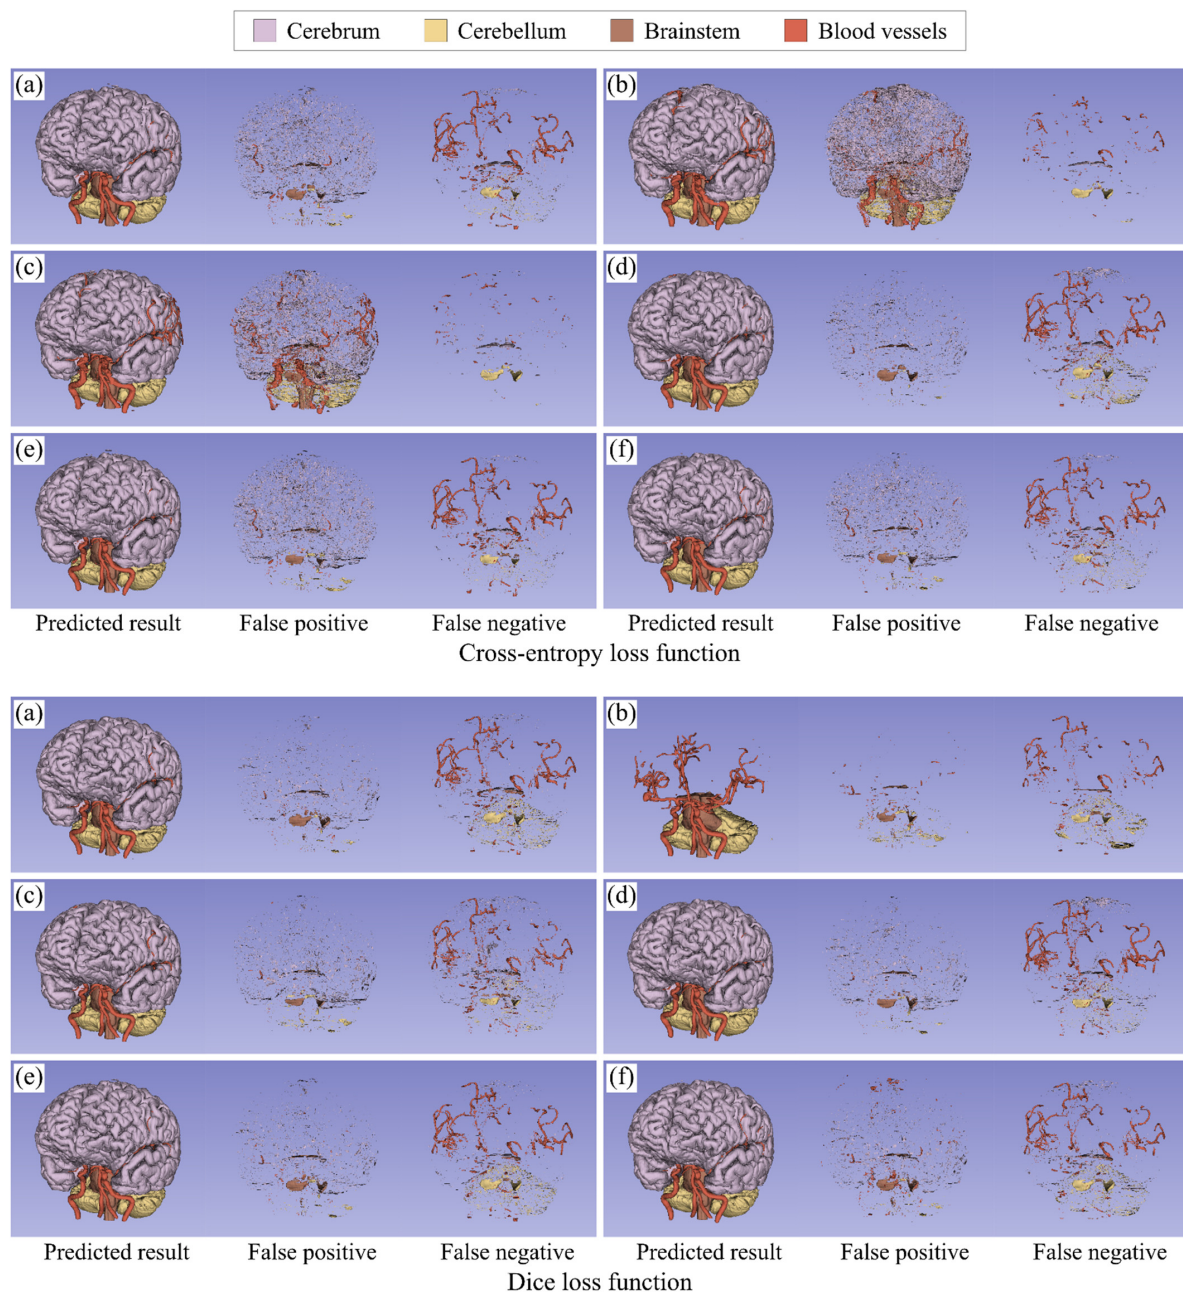 Cerebrum Cerebellum Brainstem Blood vessels
(a) (b)
(c) (d)
(e) (f)
Predicted result False positive False negative Predicted result False positive False negative
Cross-entropy loss function
(a) (b)
(c) (d)
(e) (f)
Predicted result False positive False negative Predicted result False positive False negative
Dice loss function